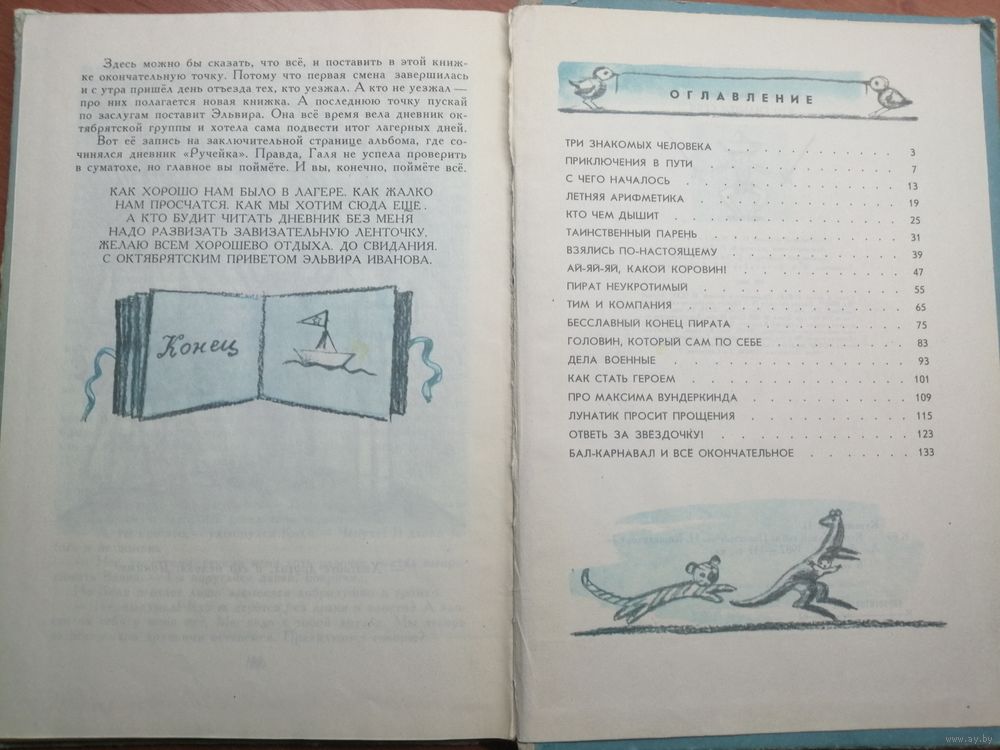 Здесь можно бы сказать, что всё, и поставить в этой книж-
ке окончательную точку. Потому что первая смена завершилась
и с утра пришёл день отъезда тех, кто уезжал. А кто не уезжал —
про них полагается новая книжка. А последнюю точку пускай
по заслугам поставит Эльвира. Она всё время вела дневник ок-
тябрятской группы и хотела сама подвести итог лагерных дней.
Вот её запись на заключительной странице альбома, где со-
чинялся дневник «Ручейка». Правда, Галя не успела проверить
в суматохе, но главное вы поймёте. И вы, конечно, поймёте всё.
КАК ХОРОШО НАМ БЫЛО В ЛАГЕРЕ. КАК ЖАЛКО
НАМ ПРОСЧАТСЯ. КАК МЫ ХОТИМ СЮДА ЕЩЕ.
А КТО БУДИТ ЧИТАТЬ ДНЕВНИК БЕЗ МЕНЯ
НАДО РАЗВИЗАТЬ ЗАВИЗАТЕЛЬНУЮ ЛЕНТОЧКУ.
ЖЕЛАЮ ВСЕМ ХОРОШЕВО ОТДЫХА. ДО СВИДАНИЯ.
С ОКТЯБРЯТСКИМ ПРИВЕТОМ ЭЛЬВИРА ИВАНОВА.
Конец
ОГЛАВЛЕНИЕ
ТРИ ЗНАКОМЫХ ЧЕЛОВЕКА . . . . . . . . . . . 3
ПРИКЛЮЧЕНИЯ В ПУТИ . . . . . . . . . . . . 7
С ЧЕГО НАЧАЛОСЬ . . . . . . . . . . . . . 13
ЛЕТНЯЯ АРИФМЕТИКА . . . . . . . . . . . . 19
КТО ЧЕМ ДЫШИТ . . . . . . . . . . . . . 25
ТАИНСТВЕННЫЙ ПАРЕНЬ . . . . . . . . . . . 31
ВЗЯЛИСЬ ПО-НАСТОЯЩЕМУ . . . . . . . . . . 39
АЙ-ЯЙ-ЯЙ, КАКОЙ КОРОВИН! . . . . . . . . . . 47
ПИРАТ НЕУКРОТИМЫЙ . . . . . . . . . . . . 55
ТИМ И КОМПАНИЯ . . . . . . . . . . . . . 65
БЕССЛАВНЫЙ КОНЕЦ ПИРАТА . . . . . . . . . . 75
ГОЛОВИН, КОТОРЫЙ САМ ПО СЕБЕ . . . . . . . . 83
ДЕЛА ВОЕННЫЕ . . . . . . . . . . . . . . 93
КАК СТАТЬ ГЕРОЕМ . . . . . . . . . . . . . 101
ПРО МАКСИМА ВУНДЕРКИНДА . . . . . . . . . . 109
ЛУНАТИК ПРОСИТ ПРОЩЕНИЯ . . . . . . . . . . 115
ОТВЕТЬ ЗА ЗВЕЗДОЧКУ! . . . . . . . . . . . 123
БАЛ-КАРНАВАЛ И ВСЁ ОКОНЧАТЕЛЬНОЕ . . . . . . 133
www.ay.by